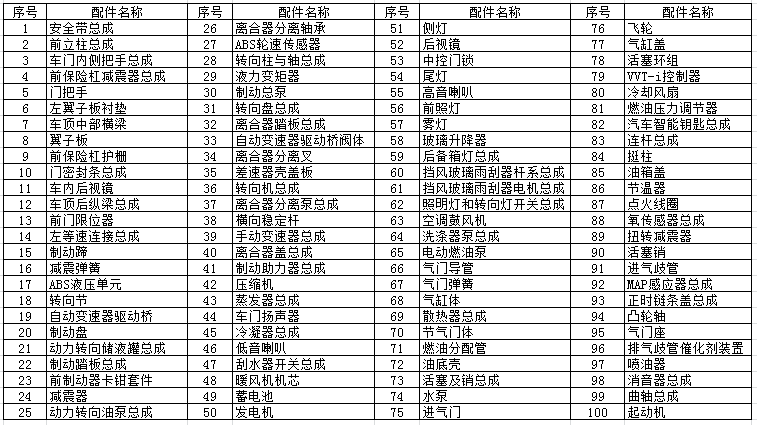 序号 配件名称 序号 配件名称 序号 配件名称 序号 配件名称
1 安全带总成 26 离合器分离轴承 51 侧灯 76 飞轮
2 前立柱总成 27 ABS轮速传感器 52 后视镜 77 气缸盖
3 车门内侧把手总成 28 转向柱与轴总成 53 中控门锁 78 活塞环组
4 前保险杠减震器总成 29 液力变矩器 54 尾灯 79 VVT-i控制器
5 门把手 30 制动总泵 55 高音喇叭 80 冷却风扇
6 左翼子板衬垫 31 转向盘总成 56 前照灯 81 燃油压力调节器
7 车顶中部横梁 32 离合器踏板总成 57 雾灯 82 汽车智能钥匙总成
8 翼子板 33 自动变速器驱动桥阀体 58 玻璃升降器 83 连杆总成
9 前保险杠护栅 34 离合器分离叉 59 后备箱灯总成 84 挺柱
10 门密封条总成 35 差速器壳盖板 60 挡风玻璃雨刮器杆系总成 85 油箱盖
11 车内后视镜 36 转向机总成 61 挡风玻璃雨刮器电机总成 86 节温器
12 车顶后纵梁总成 37 离合器分离泵总成 62 照明灯和转向灯开关总成 87 点火线圈
13 前门限位器 38 横向稳定杆 63 空调鼓风机 88 氧传感器总成
14 左等速连接总成 39 手动变速器总成 64 洗涤器泵总成 89 扭转减震器
15 制动蹄 40 离合器盖总成 65 电动燃油泵 90 活塞销
16 减震弹簧 41 制动助力器总成 66 气门导管 91 进气歧管
17 ABS液压单元 42 压缩机 67 气门弹簧 92 MAP感应器总成
18 转向节 43 蒸发器总成 68 气缸体 93 正时链条盖总成
19 自动变速器驱动桥 44 车门扬声器 69 散热器总成 94 凸轮轴
20 制动盘 45 冷凝器总成 70 节气门体 95 气门座
21 动力转向储液罐总成 46 低音喇叭 71 燃油分配管 96 排气歧管催化剂装置
22 制动踏板总成 47 刮水器开关总成 72 油底壳 97 喷油器
23 前制动器卡钳套件 48 暖风机机芯 73 活塞及销总成 98 消音器总成
24 减震器 49 蓄电池 74 水泵 99 曲轴总成
25 动力转向油泵总成 50 发电机 75 进气门 100 起动机